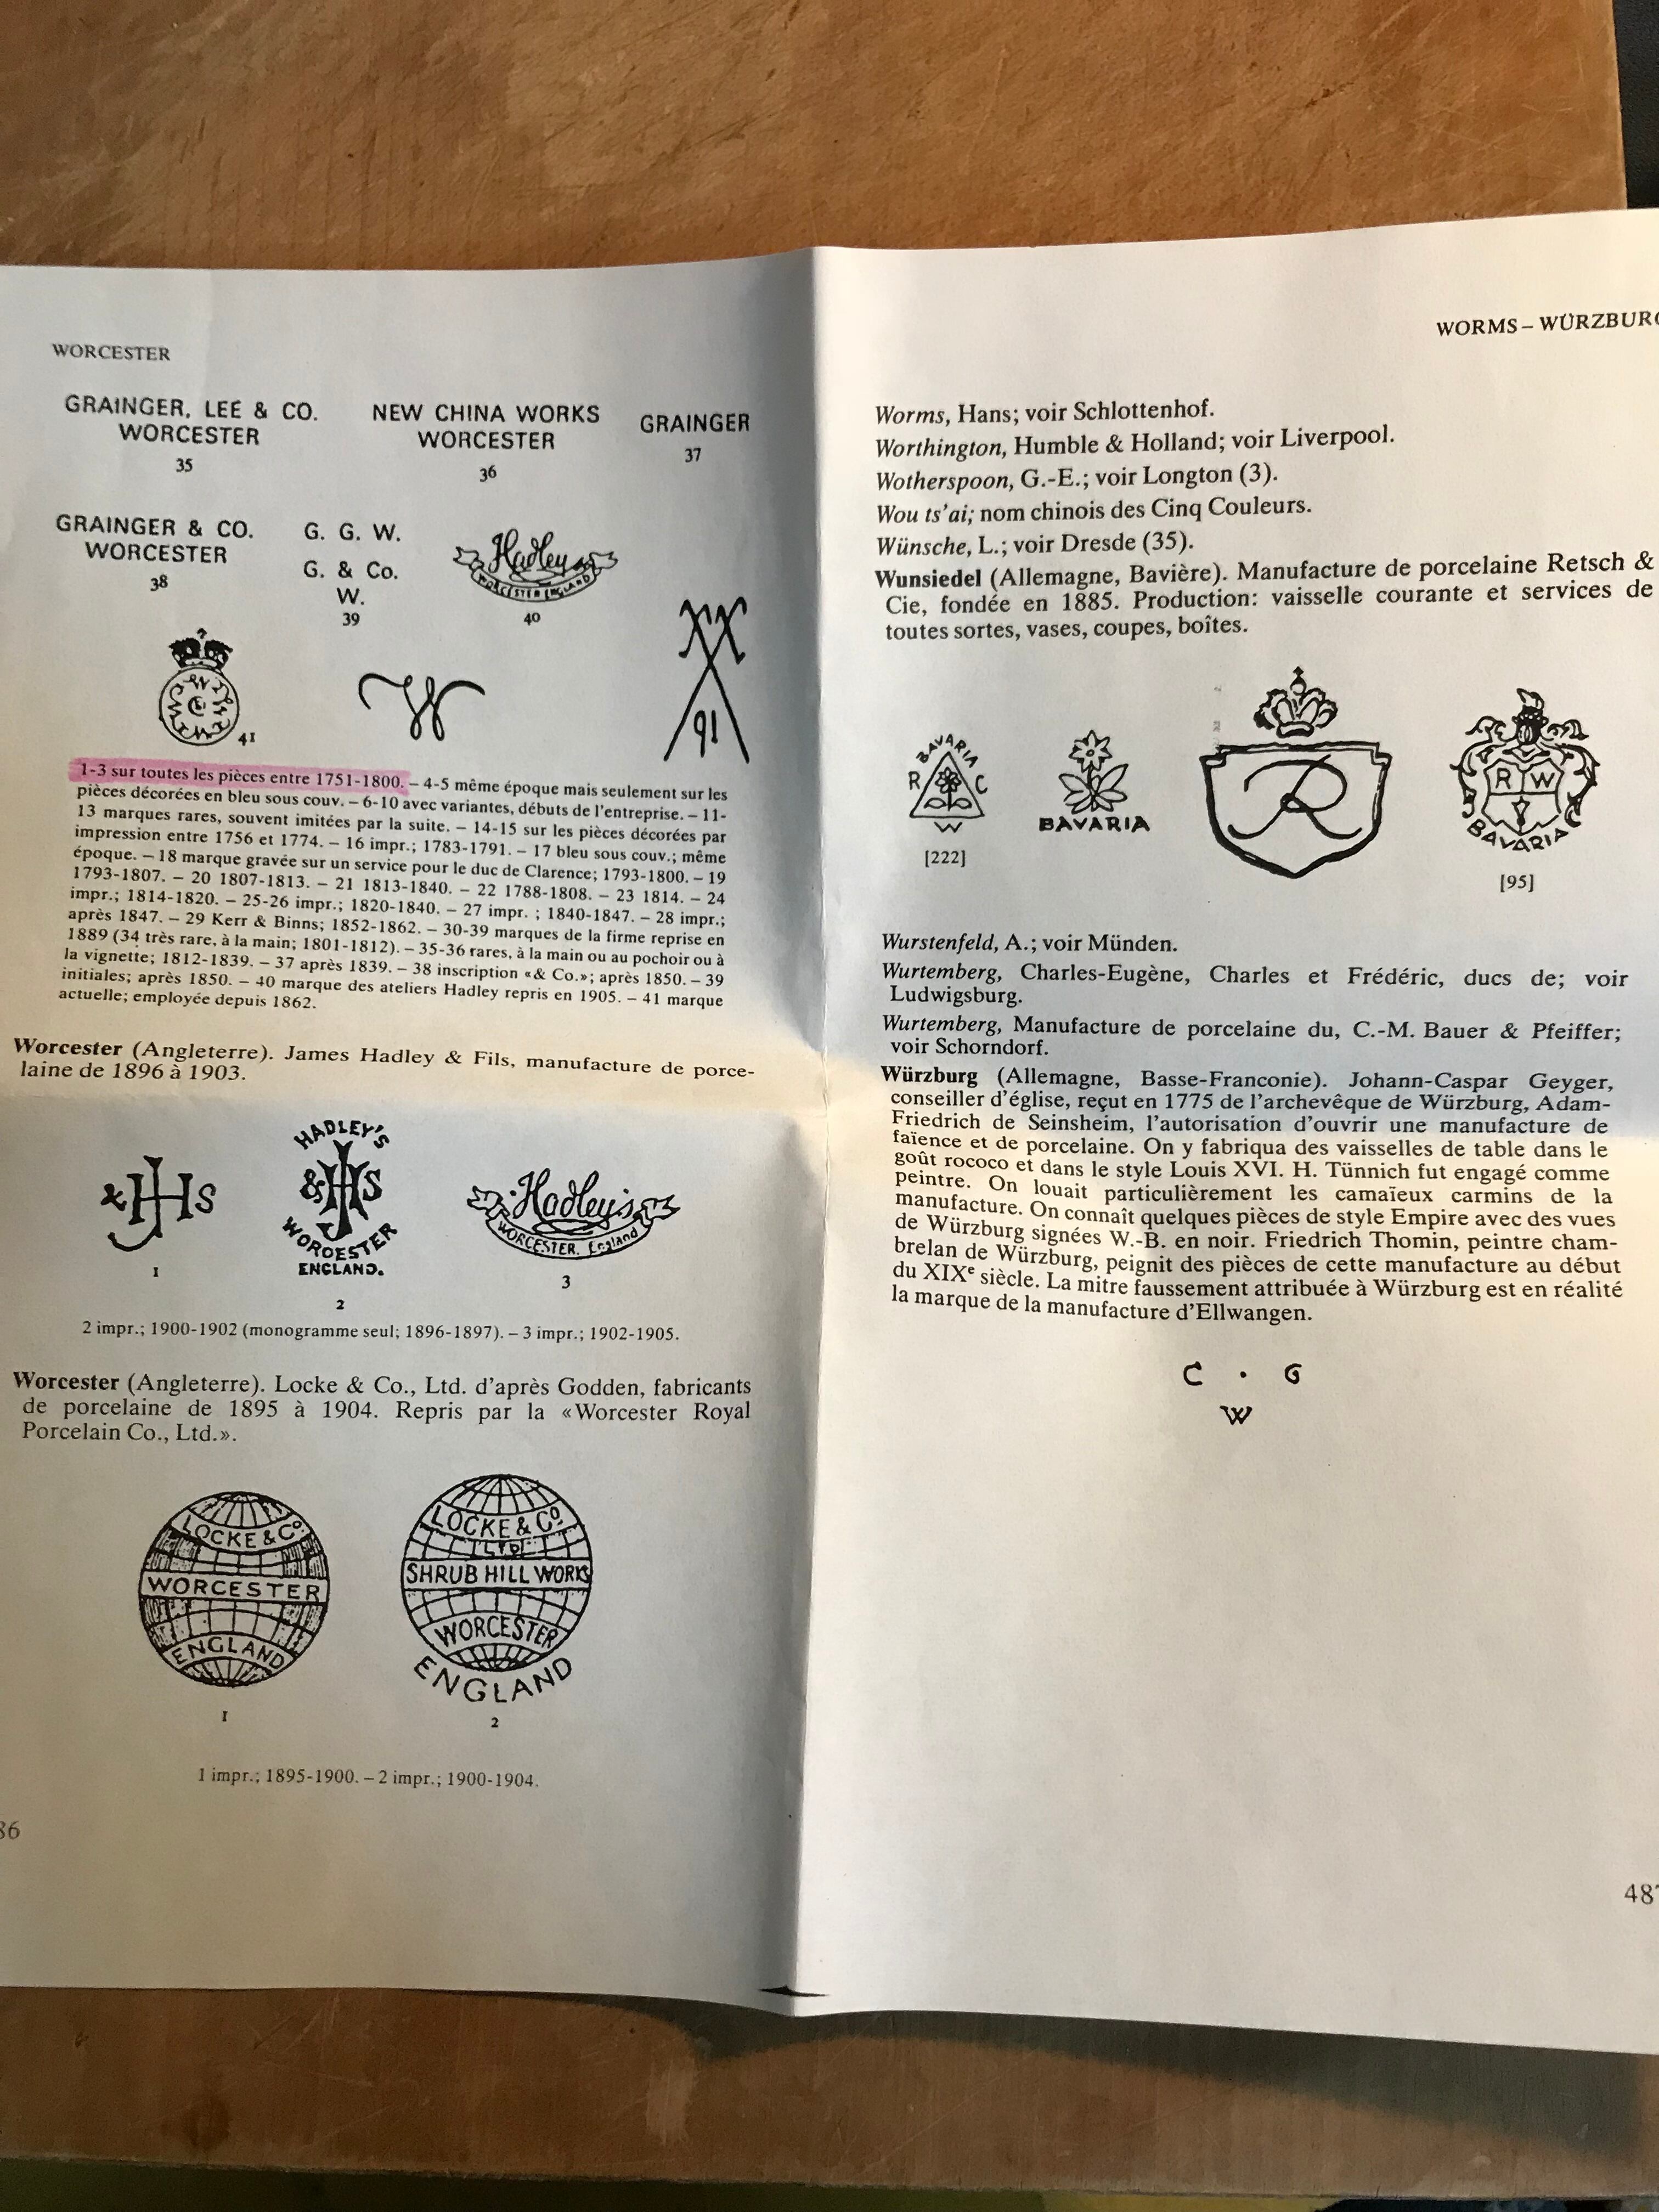 WORCESTER
GRAINGER, LEE & CO.
WORCESTER
35
NEW CHINA WORKS
WORCESTER
36
GRAINGER
37
GRAINGER & CO.
WORCESTER
38
G. G. W.
G. & Co.
W.
39
Hadley
WORCESTER ENGLAND
40
41
W
91
1-3 sur toutes les pièces entre 1751-1800. – 4-5 même époque mais seulement sur les
pièces décorées en bleu sous couv. – 6-10 avec variantes, débuts de l'entreprise. – 11-
13 marques rares, souvent imitées par la suite. – 14-15 sur les pièces décorées par
impression entre 1756 et 1774. – 16 impr.; 1783-1791. – 17 bleu sous couv.; même
époque. – 18 marque gravée sur un service pour le duc de Clarence; 1793-1800. – 19
1793-1807. – 20 1807-1813. – 21 1813-1840. – 22 1788-1808. – 23 1814. – 24
impr.; 1814-1820. – 25-26 impr.; 1820-1840. – 27 impr. ; 1840-1847. – 28 impr.;
après 1847. – 29 Kerr & Binns; 1852-1862. – 30-39 marques de la firme reprise en
1889 (34 très rare, à la main; 1801-1812). – 35-36 rares, à la main ou au pochoir ou à
la vignette; 1812-1839. – 37 après 1839. – 38 inscription «& Co.»; après 1850. – 39
initiales; après 1850. – 40 marque des ateliers Hadley repris en 1905. – 41 marque
actuelle; employée depuis 1862.
Worcester (Angleterre). James Hadley & Fils, manufacture de porce-
laine de 1896 à 1903.
& JHS
1
HADLEY'S
& JHS
WORCESTER
ENGLAND.
2
Hadley's
WORCESTER. England
3
2 impr.; 1900-1902 (monogramme seul; 1896-1897). – 3 impr.; 1902-1905.
Worcester (Angleterre). Locke & Co., Ltd. d'après Godden, fabricants
de porcelaine de 1895 à 1904. Repris par la «Worcester Royal
Porcelain Co., Ltd.».
LOCKE & Co.
WORCESTER
ENGLAND
1
LOCKE & Co
LTD
SHRUB HILL WORKS
WORCESTER
ENGLAND
2
1 impr.; 1895-1900. – 2 impr.; 1900-1904.
86
WORMS – WÜRZBURG
Worms, Hans; voir Schlottenhof.
Worthington, Humble & Holland; voir Liverpool.
Wotherspoon, G.-E.; voir Longton (3).
Wou ts'ai; nom chinois des Cinq Couleurs.
Wünsche, L.; voir Dresde (35).
Wunsiedel (Allemagne, Bavière). Manufacture de porcelaine Retsch &
Cie, fondée en 1885. Production: vaisselle courante et services de
toutes sortes, vases, coupes, boîtes.
BAVARIA
R C
W
[222]
BAVARIA
R
R W
BAVARIA
[95]
Wurstenfeld, A.; voir Münden.
Wurtemberg, Charles-Eugène, Charles et Frédéric, ducs de; voir
Ludwigsburg.
Wurtemberg, Manufacture de porcelaine du, C.-M. Bauer & Pfeiffer;
voir Schorndorf.
Würzburg (Allemagne, Basse-Franconie). Johann-Caspar Geyger,
conseiller d'église, reçut en 1775 de l'archevêque de Würzburg, Adam-
Friedrich de Seinsheim, l'autorisation d'ouvrir une manufacture de
faïence et de porcelaine. On y fabriqua des vaisselles de table dans le
goût rococo et dans le style Louis XVI. H. Tünnich fut engagé comme
peintre. On louait particulièrement les camaïeux carmins de la
manufacture. On connaît quelques pièces de style Empire avec des vues
de Würzburg signées W.-B. en noir. Friedrich Thomin, peintre cham-
brelan de Würzburg, peignit des pièces de cette manufacture au début
du XIXe siècle. La mitre faussement attribuée à Würzburg est en réalité
la marque de la manufacture d'Ellwangen.
C . G
W
487